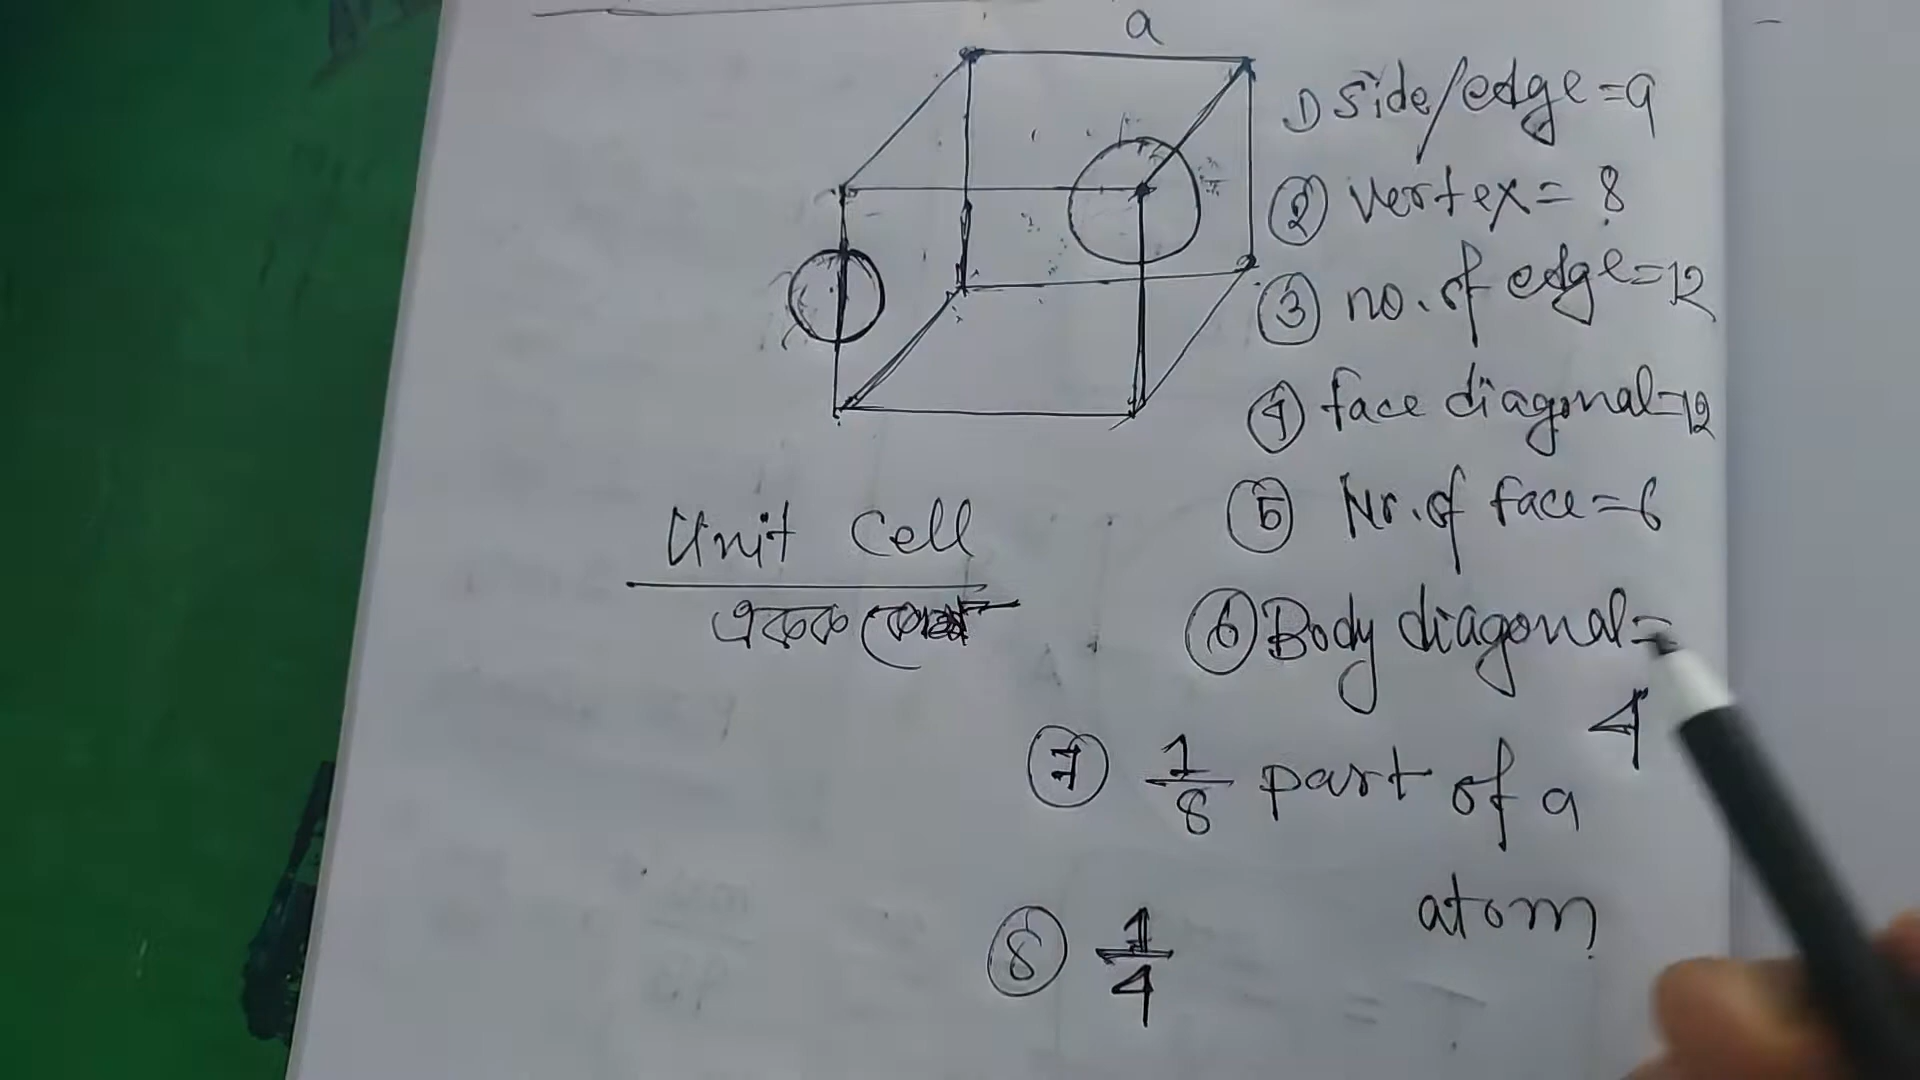 a
1) side/edge = a
② vertex = 8
③ no. of edge = 12
④ face diagonal = 12
⑤ Nr. of face = 6
⑥ Body diagonal =
4
⑦ 1/8 part of a
atom
⑧ 1/4
Unit Cell
একক